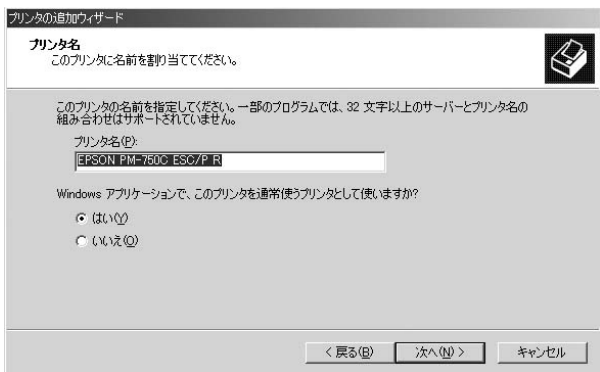 プリンタの追加ウィザード
プリンタ名
このプリンタに名前を割り当ててください。
このプリンタの名前を指定してください。一部のプログラムでは、32 文字以上のサーバーとプリンタ名の
組み合わせはサポートされていません。
プリンタ名(P):
EPSON PM-750C ESC/P R
Windows アプリケーションで、このプリンタを通常使うプリンタとして使いますか?
はい(Y)
いいえ(O)
< 戻る(B)
次へ(N) >
キャンセル